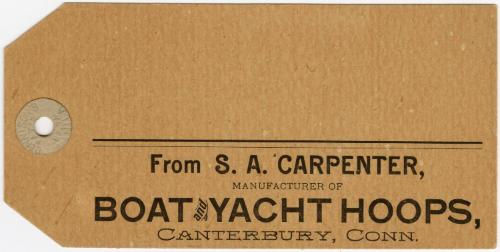 From S. A. CARPENTER,
MANUFACTURER OF
BOAT and YACHT HOOPS,
CANTERBURY, CONN.